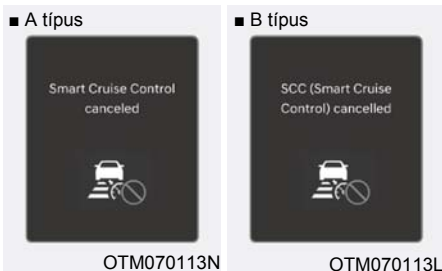 ■ A típus
Smart Cruise Control
canceled
OTM070113N
■ B típus
SCC (Smart Cruise
Control) cancelled
OTM070113L